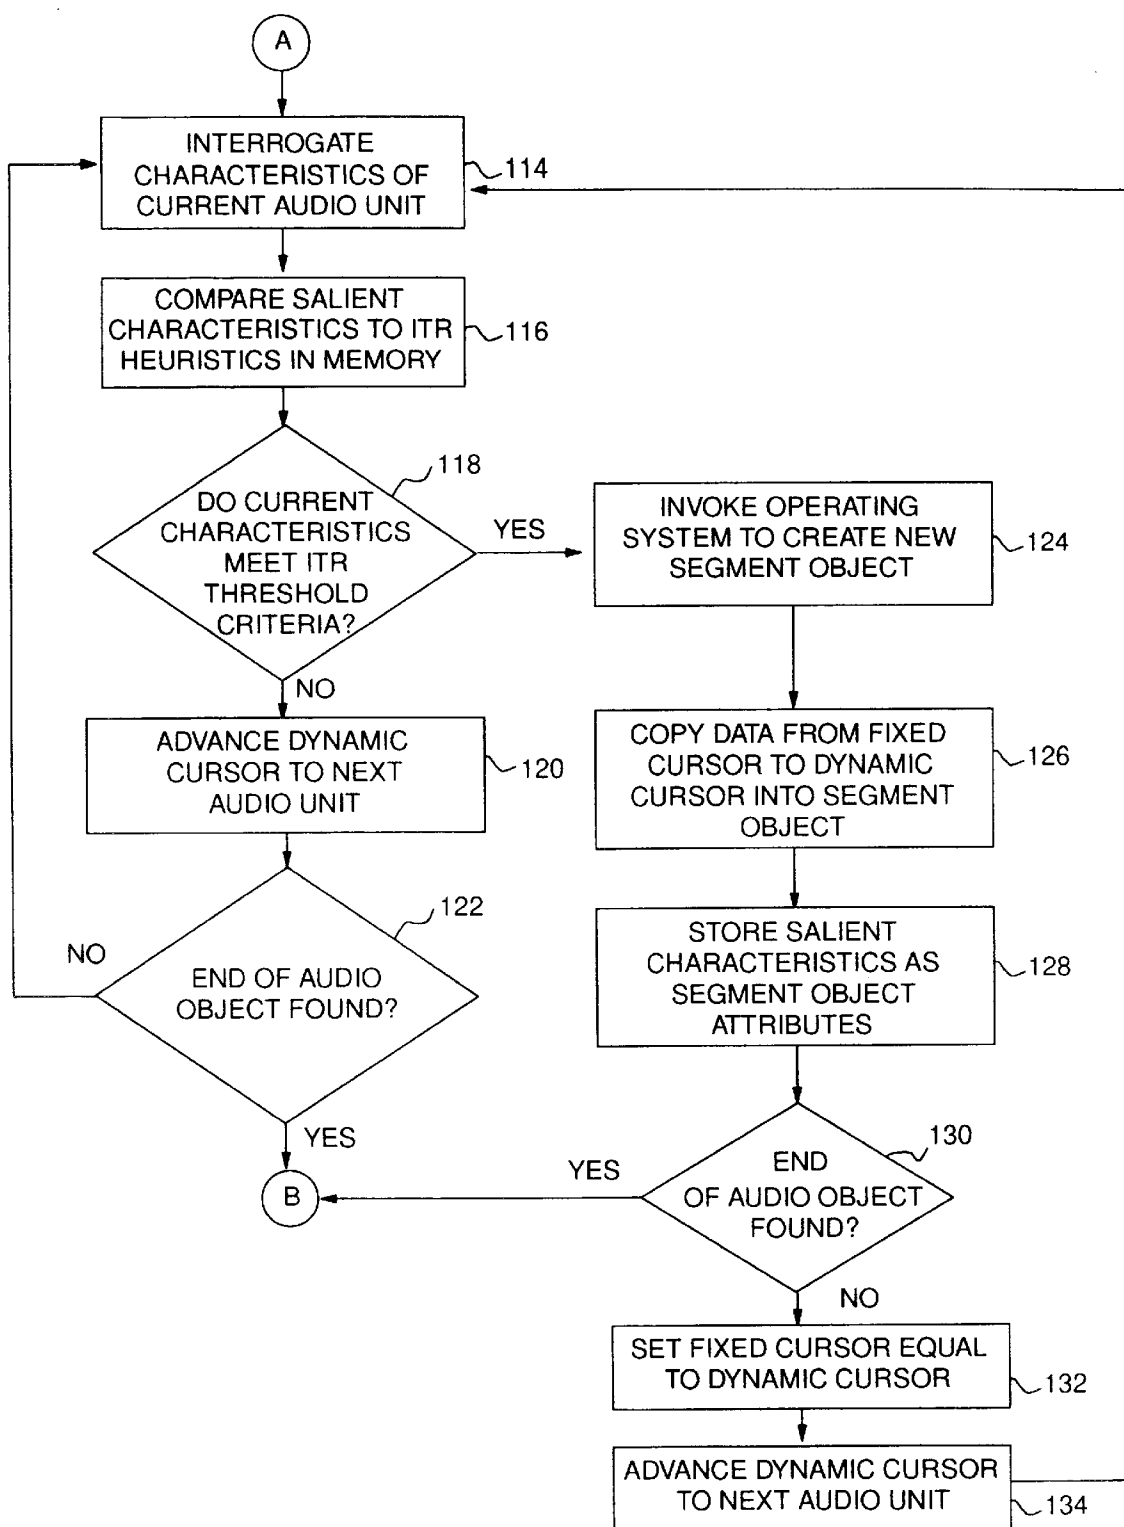 A
INTERROGATE
CHARACTERISTICS OF
CURRENT AUDIO UNIT
114
COMPARE SALIENT
CHARACTERISTICS TO ITR
HEURISTICS IN MEMORY
116
118
DO CURRENT
CHARACTERISTICS
MEET ITR
THRESHOLD
CRITERIA?
YES
NO
INVOKE OPERATING
SYSTEM TO CREATE NEW
SEGMENT OBJECT
124
ADVANCE DYNAMIC
CURSOR TO NEXT
AUDIO UNIT
120
COPY DATA FROM FIXED
CURSOR TO DYNAMIC
CURSOR INTO SEGMENT
OBJECT
126
122
NO
END OF AUDIO
OBJECT FOUND?
YES
STORE SALIENT
CHARACTERISTICS AS
SEGMENT OBJECT
ATTRIBUTES
128
B
130
YES
END
OF AUDIO OBJECT
FOUND?
NO
SET FIXED CURSOR EQUAL
TO DYNAMIC CURSOR
132
ADVANCE DYNAMIC CURSOR
TO NEXT AUDIO UNIT
134